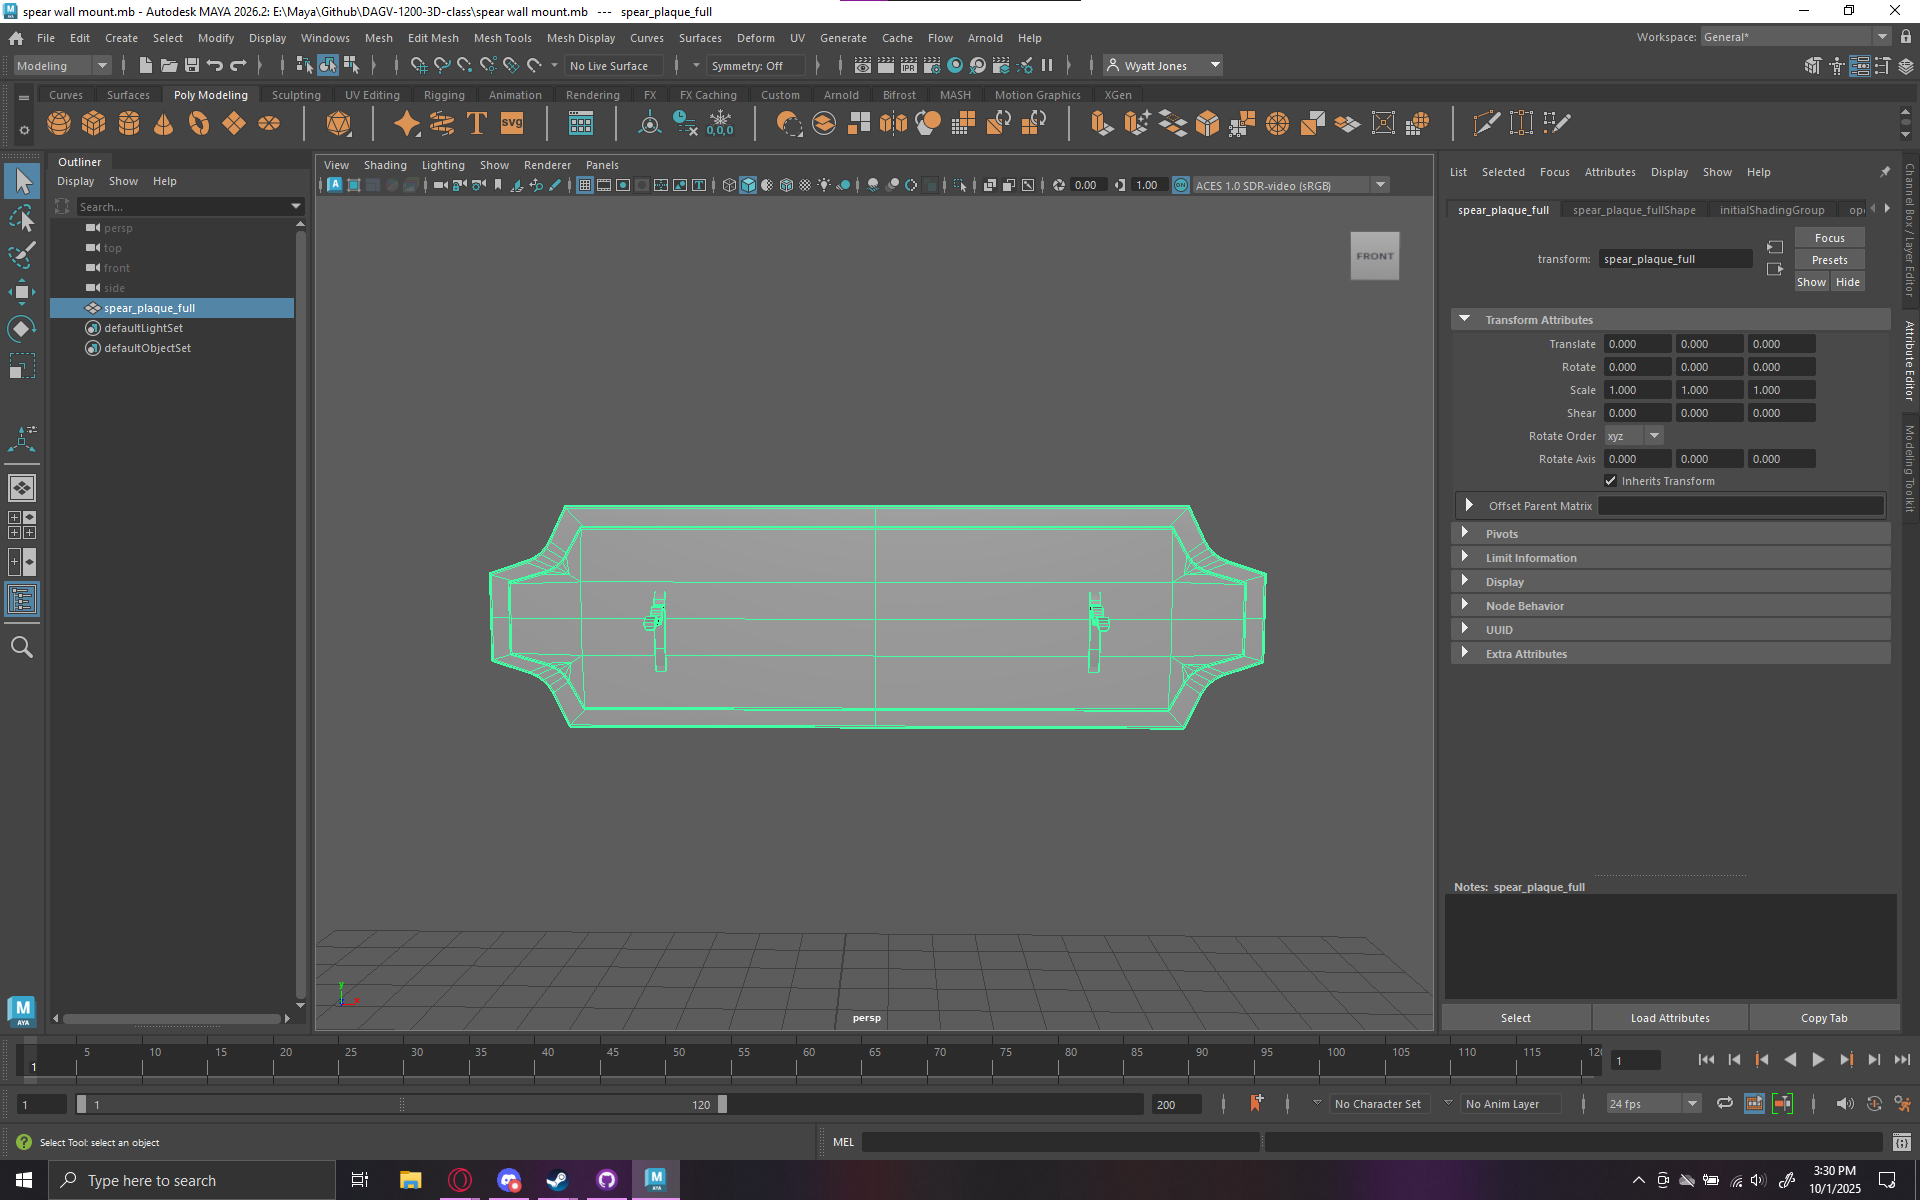 spear wall mount.mb - Autodesk MAYA 2026.2: E:\Maya\Github\DAGV-1200-3D-class\spear wall mount.mb   ---   spear_plaque_full
File Edit Create Select Modify Display Windows Mesh Edit Mesh Mesh Tools Mesh Display Curves Surfaces Deform UV Generate Cache Flow Arnold Help
Workspace: General*
Modeling
No Live Surface
Symmetry: Off
IPR
Wyatt Jones
Curves Surfaces Poly Modeling Sculpting UV Editing Rigging Animation Rendering FX FX Caching Custom Arnold Bifrost MASH Motion Graphics XGen
SVG
0,0,0
Outliner
Display Show Help
Search...
persp
top
front
side
spear_plaque_full
defaultLightSet
defaultObjectSet
View Shading Lighting Show Renderer Panels
0.00
1.00
ACES 1.0 SDR-video (sRGB)
FRONT
y
x
persp
List Selected Focus Attributes Display Show Help
spear_plaque_full spear_plaque_fullShape initialShadingGroup op
transform: spear_plaque_full
Focus
Presets
Show Hide
Transform Attributes
Translate 0.000 0.000 0.000
Rotate 0.000 0.000 0.000
Scale 1.000 1.000 1.000
Shear 0.000 0.000 0.000
Rotate Order xyz
Rotate Axis 0.000 0.000 0.000
Inherits Transform
Offset Parent Matrix
Pivots
Limit Information
Display
Node Behavior
UUID
Extra Attributes
Notes: spear_plaque_full
Select Load Attributes Copy Tab
Channel Box / Layer Editor
Attribute Editor
Modeling Toolkit
M
AYA
5 10 15 20 25 30 35 40 45 50 55 60 65 70 75 80 85 90 95 100 105 110 115 120
1
1
1
1
120
200
No Character Set
No Anim Layer
24 fps
Select Tool: select an object
MEL
Type here to search
3:30 PM
10/1/2025